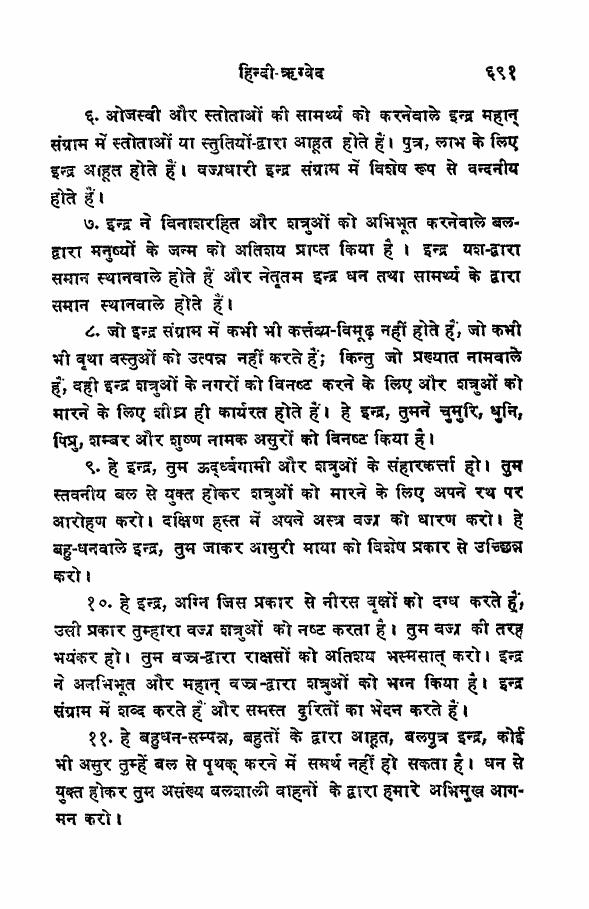 हिन्दी-ऋग्वेद ६९१
६. ओजस्वी और स्तोताओं की सामर्थ्य को करनेवाले इन्द्र महान्
संग्राम में स्तोताओं या स्तुतियों-द्वारा आहूत होते हैं। पुत्र, लाभ के लिए
इन्द्र आहूत होते हैं। वज्रधारी इन्द्र संग्राम में विशेष रूप से वन्दनीय
होते हैं।
७. इन्द्र ने विनाशरहित और शत्रुओं को अभिभूत करनेवाले बल-
द्वारा मनुष्यों के जन्म को अतिशय प्राप्त किया है । इन्द्र यश-द्वारा
समान स्थानवाले होते हैं और नेतृतम इन्द्र धन तथा सामर्थ्य के द्वारा
समान स्थानवाले होते हैं।
८. जो इन्द्र संग्राम में कभी भी कर्त्तव्य-विमूढ़ नहीं होते हैं, जो कभी
भी वृथा वस्तुओं को उत्पन्न नहीं करते हैं; किन्तु जो प्रख्यात नामवाले
हैं, वही इन्द्र शत्रुओं के नगरों को विनष्ट करने के लिए और शत्रुओं को
मारने के लिए शीघ्र ही कार्यरत होते हैं। हे इन्द्र, तुमने चुमुरि, धुनि,
पिप्रु, शम्बर और शुष्ण नामक असुरों को विनष्ट किया है।
९. हे इन्द्र, तुम ऊद्र्ध्वगामी और शत्रुओं के संहारकर्त्ता हो। तुम
स्तवनीय बल से युक्त होकर शत्रुओं को मारने के लिए अपने रथ पर
आरोहण करो। दक्षिण हस्त में अपने अस्त्र वज्र को धारण करो। हे
बहु-धनवाले इन्द्र, तुम जाकर आसुरी माया को विशेष प्रकार से उच्छिन्न
करो।
१०. हे इन्द्र, अग्नि जिस प्रकार से नीरस वृक्षों को दग्ध करते हैं,
उसी प्रकार तुम्हारा वज्र शत्रुओं को नष्ट करता है। तुम वज्र की तरह
भयंकर हो। तुम वज्र-द्वारा राक्षसों को अतिशय भस्मसात् करो। इन्द्र
ने अनभिभूत और महान् वज्र-द्वारा शत्रुओं को भग्न किया है। इन्द्र
संग्राम में शब्द करते हैं और समस्त दुरितों का भेदन करते हैं।
११. हे बहुधन-सम्पन्न, बहुतों के द्वारा आहूत, बलपुत्र इन्द्र, कोई
भी असुर तुम्हें बल से पृथक् करने में समर्थ नहीं हो सकता है। धन से
युक्त होकर तुम असंख्य बलशाली वाहनों के द्वारा हमारे अभिमुख आग-
मन करो।